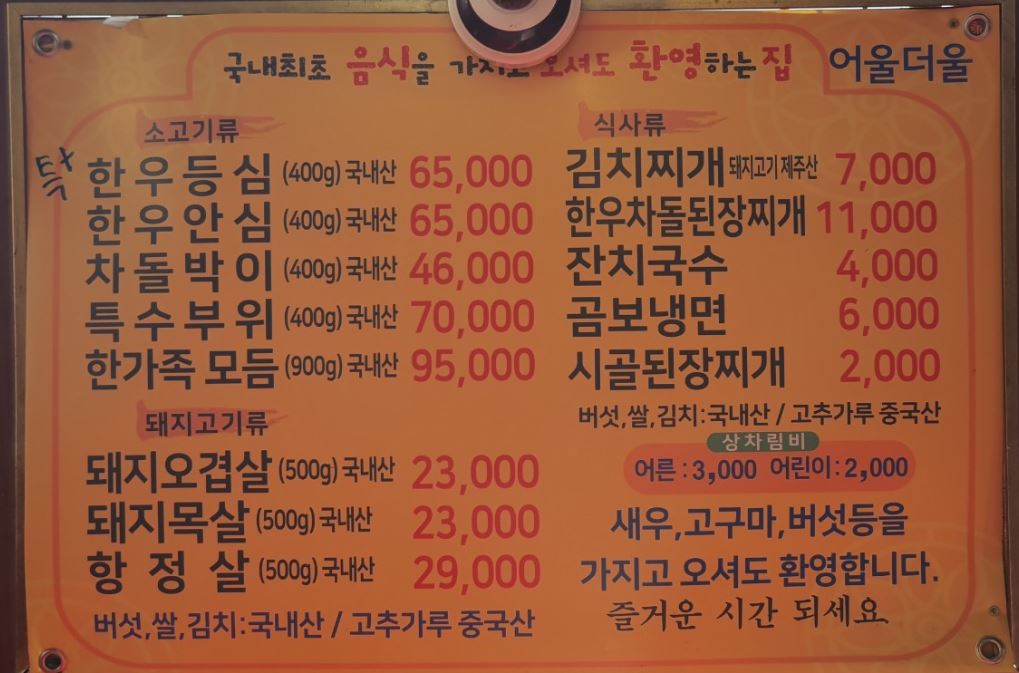 국내최초 음식을 가지고 오셔도 환영하는 집 어울더울
소고기류
특 한우등심 (400g) 국내산 65,000
한우안심 (400g) 국내산 65,000
차돌박이 (400g) 국내산 46,000
특수부위 (400g) 국내산 70,000
한가족 모듬 (900g) 국내산 95,000
돼지고기류
돼지오겹살 (500g) 국내산 23,000
돼지목살 (500g) 국내산 23,000
항정살 (500g) 국내산 29,000
버섯,쌀,김치:국내산 / 고추가루 중국산
식사류
김치찌개 돼지고기 제주산 7,000
한우차돌된장찌개 11,000
잔치국수 4,000
곰보냉면 6,000
시골된장찌개 2,000
버섯,쌀,김치:국내산 / 고추가루 중국산
상차림비
어른 : 3,000 어린이 : 2,000
새우,고구마,버섯등을
가지고 오셔도 환영합니다.
즐거운 시간 되세요